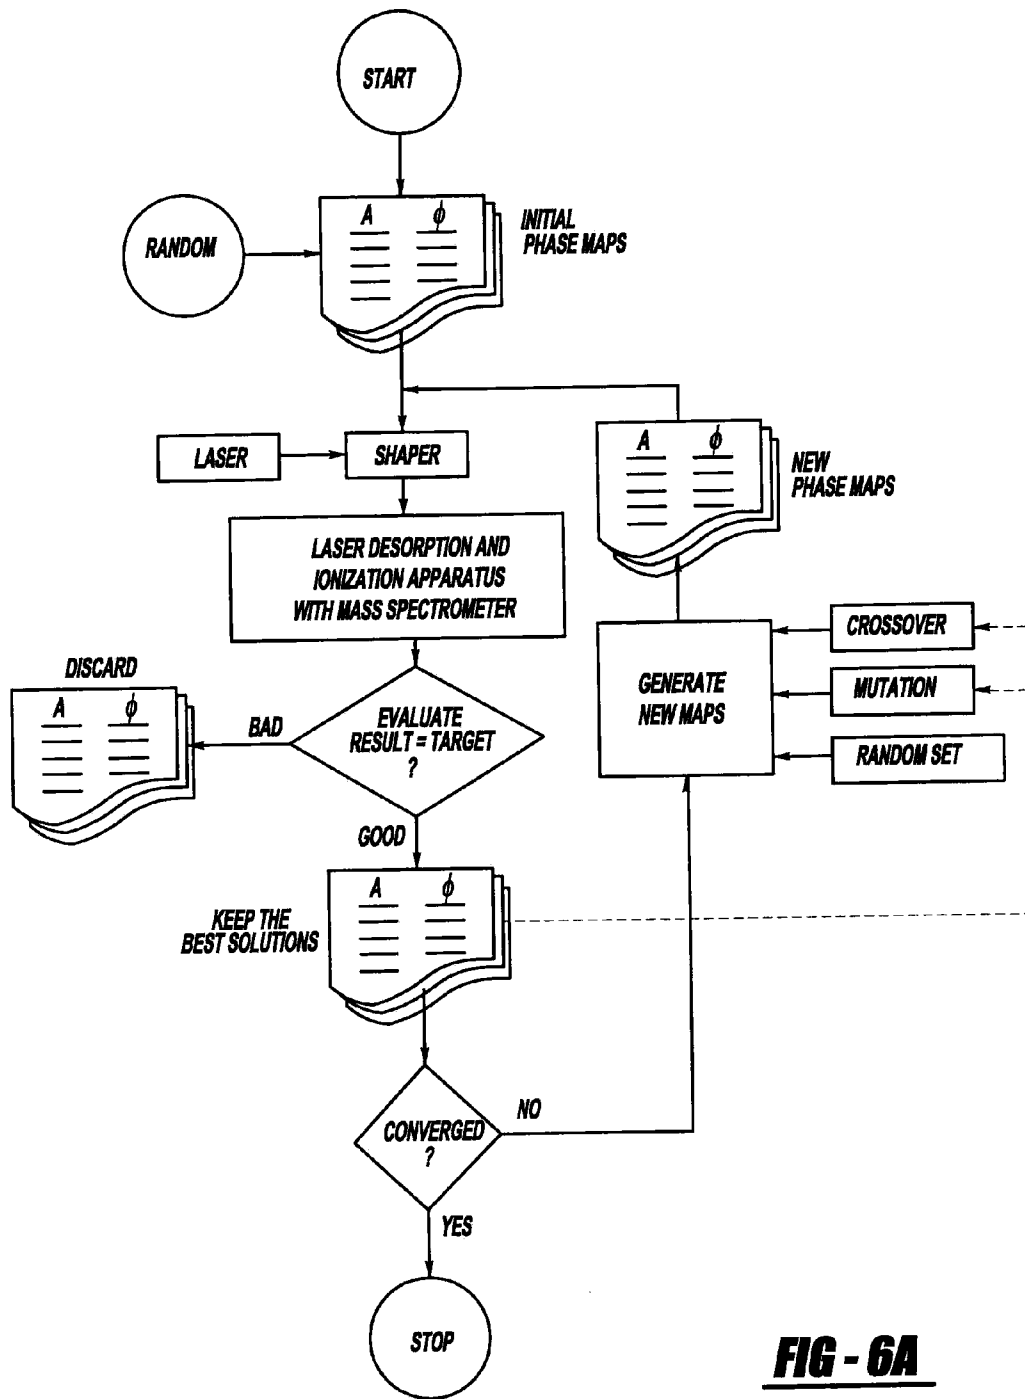 START
RANDOM
A φ
INITIAL
PHASE MAPS
LASER
SHAPER
A φ
NEW
PHASE MAPS
LASER DESORPTION AND
IONIZATION APPARATUS
WITH MASS SPECTROMETER
CROSSOVER
GENERATE
NEW MAPS
MUTATION
RANDOM SET
DISCARD
A φ
BAD
EVALUATE
RESULT = TARGET
?
GOOD
A φ
KEEP THE
BEST SOLUTIONS
CONVERGED
?
NO
YES
STOP
FIG - 6A